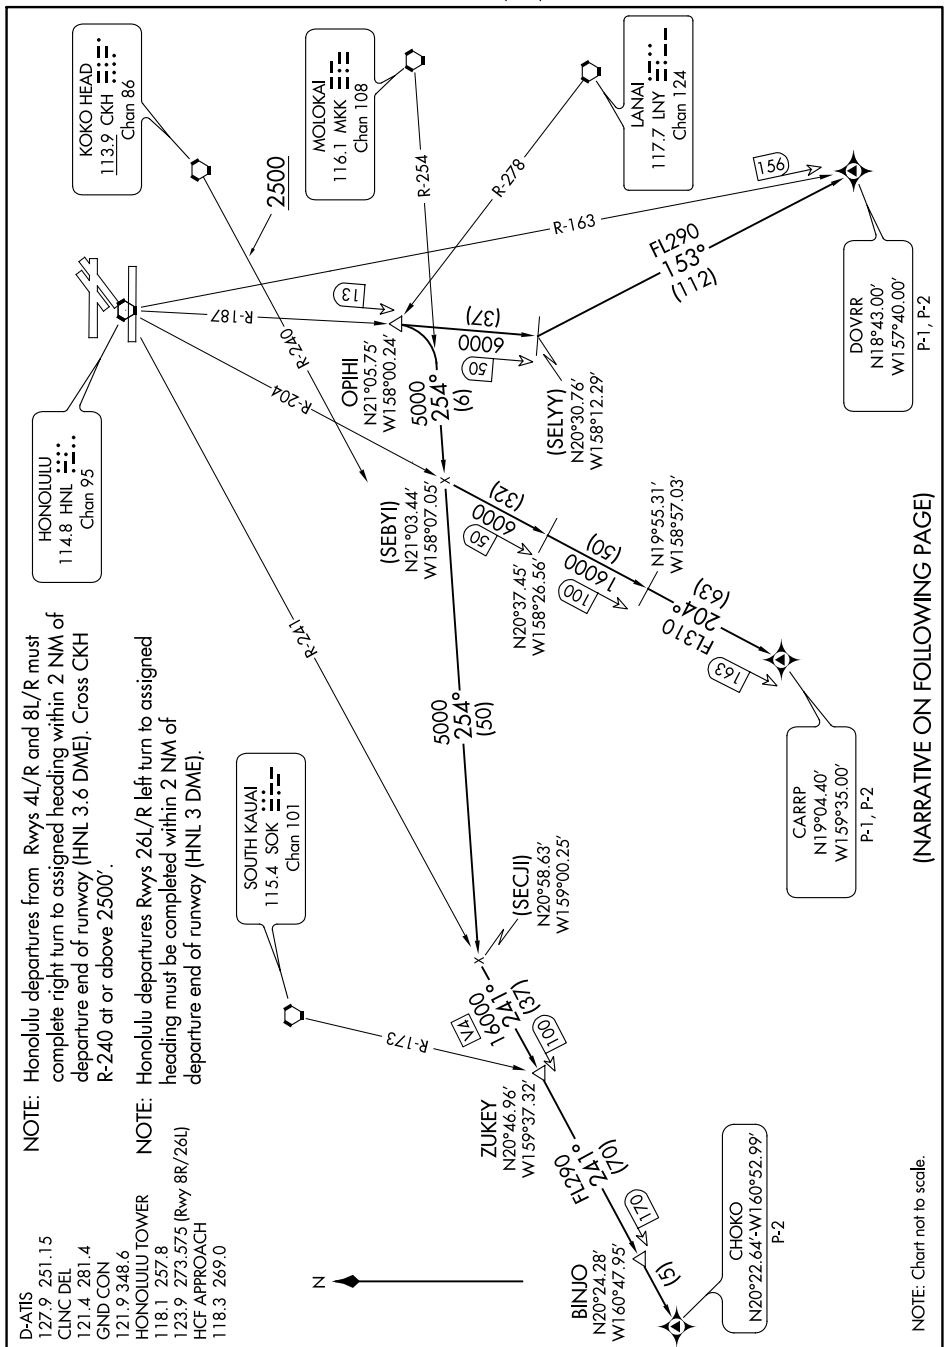 D-ATIS
127.9 251.15
CLNC DEL
121.4 281.4
GND CON
121.9 348.6
HONOLULU TOWER
118.1 257.8
123.9 273.575 (Rwy 8R/26L)
HCF APPROACH
118.3 269.0
NOTE: Honolulu departures from Rwys 4L/R and 8L/R must
complete right turn to assigned heading within 2 NM of
departure end of runway (HNL 3.6 DME). Cross CKH
R-240 at or above 2500'.
NOTE: Honolulu departures Rwys 26L/R left turn to assigned
heading must be completed within 2 NM of
departure end of runway (HNL 3 DME).
HONOLULU
114.8 HNL
Chan 95
KOKO HEAD
113.9 CKH
Chan 86
MOLOKAI
116.1 MKK
Chan 108
LANAI
117.7 LNY
Chan 124
SOUTH KAUAI
115.4 SOK
Chan 101
2500
R-254
R-278
R-163
156
R-187
13
R-240
R-204
R-241
R-173
OPIHI
N21°05.75'
W158°00.24'
6000
(37)
50
(SELYY)
N20°30.76'
W158°12.29'
FL290
153°
(112)
DOVRR
N18°43.00'
W157°40.00'
P-1, P-2
5000
254°
(6)
(SEBYI)
N21°03.44'
W158°07.05'
6000
(32)
50
N20°37.45'
W158°26.56'
16000
(50)
100
N19°55.31'
W158°57.03'
FL310
204°
(63)
163
CARRP
N19°04.40'
W159°35.00'
P-1, P-2
5000
254°
(50)
(SECJI)
N20°58.63'
W159°00.25'
V4
16000
241°
(37)
100
ZUKEY
N20°46.96'
W159°37.32'
FL290
241°
(70)
170
BINJO
N20°24.28'
W160°47.95'
(5)
CHOKO
N20°22.64'-W160°52.99'
P-2
N
NOTE: Chart not to scale.
(NARRATIVE ON FOLLOWING PAGE)